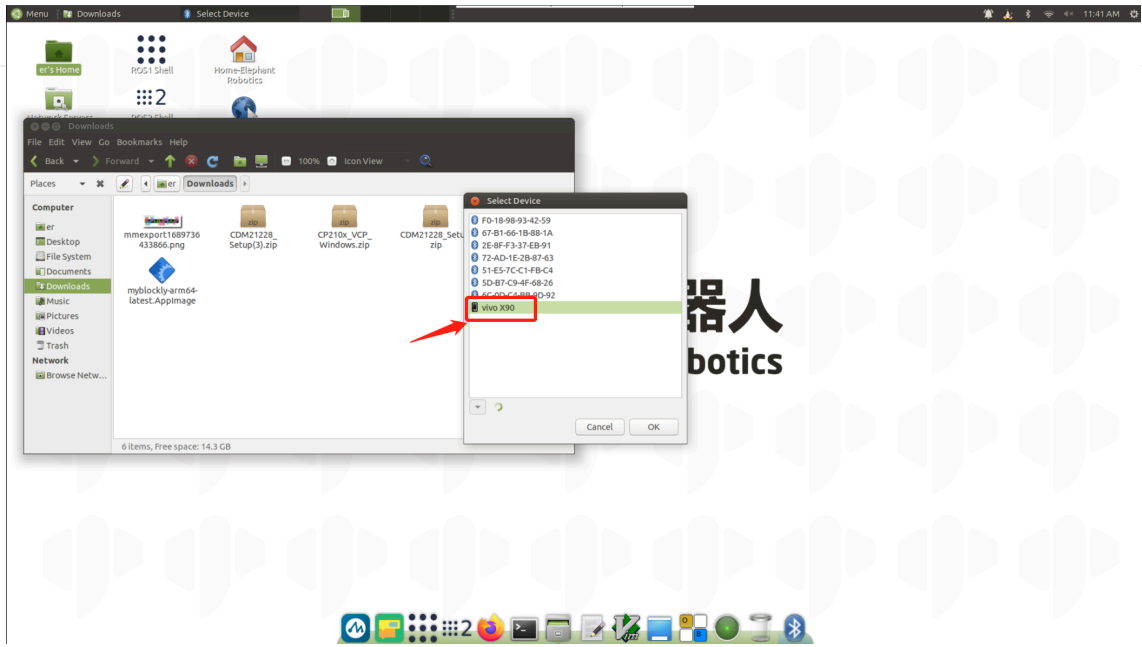 Menu Downloads Select Device 11:41 AM
er's Home ROS1 Shell Home-Elephant
Robotics
2
Downloads
File Edit View Go Bookmarks Help
Back Forward 100% Icon View
Places er Downloads
Computer
er
Desktop
File System
Documents
Downloads
Music
Pictures
Videos
Trash
Network
Browse Netw...
mmexport1689736
433866.png
CDM21228_
Setup(3).zip
CP210x_VCP_
Windows.zip
CDM21228_Setu
zip
myblockly-arm64-
latest.AppImage
zip
zip
zip
6 items, Free space: 14.3 GB
Select Device
F0-18-98-93-42-59
67-B1-66-1B-88-1A
2E-8F-F3-37-EB-91
72-AD-1E-2B-87-63
51-E5-7C-C1-FB-C4
5D-B7-C9-4F-68-26
vivo X90
Cancel OK
器人
botics
2